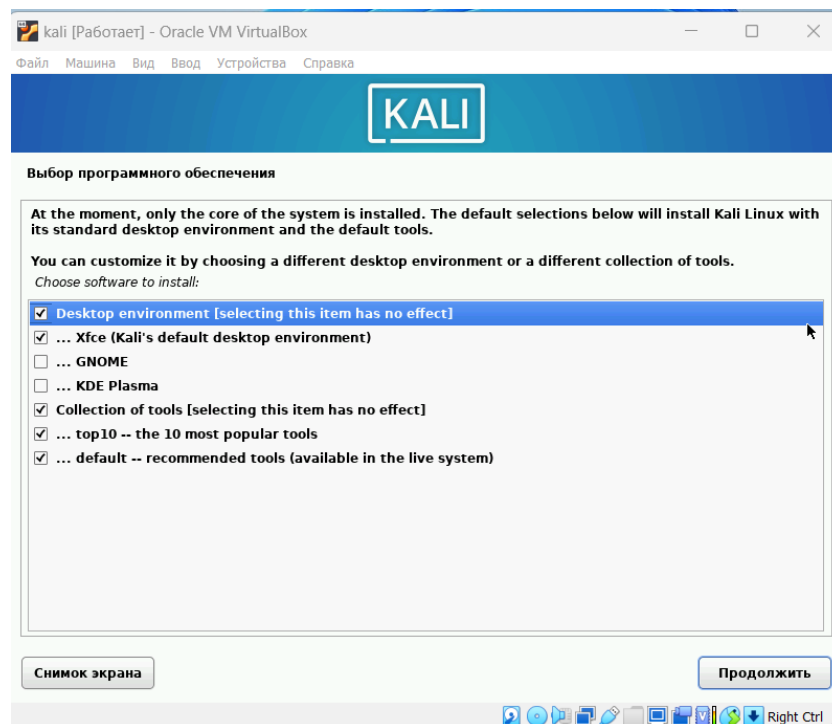 kali [Работает] - Oracle VM VirtualBox
Файл Машина Вид Ввод Устройства Справка
KALI
Выбор программного обеспечения
At the moment, only the core of the system is installed. The default selections below will install Kali Linux with
its standard desktop environment and the default tools.
You can customize it by choosing a different desktop environment or a different collection of tools.
Choose software to install:
Desktop environment [selecting this item has no effect]
... Xfce (Kali's default desktop environment)
... GNOME
... KDE Plasma
Collection of tools [selecting this item has no effect]
... top10 -- the 10 most popular tools
... default -- recommended tools (available in the live system)
Снимок экрана
Продолжить
Right Ctrl